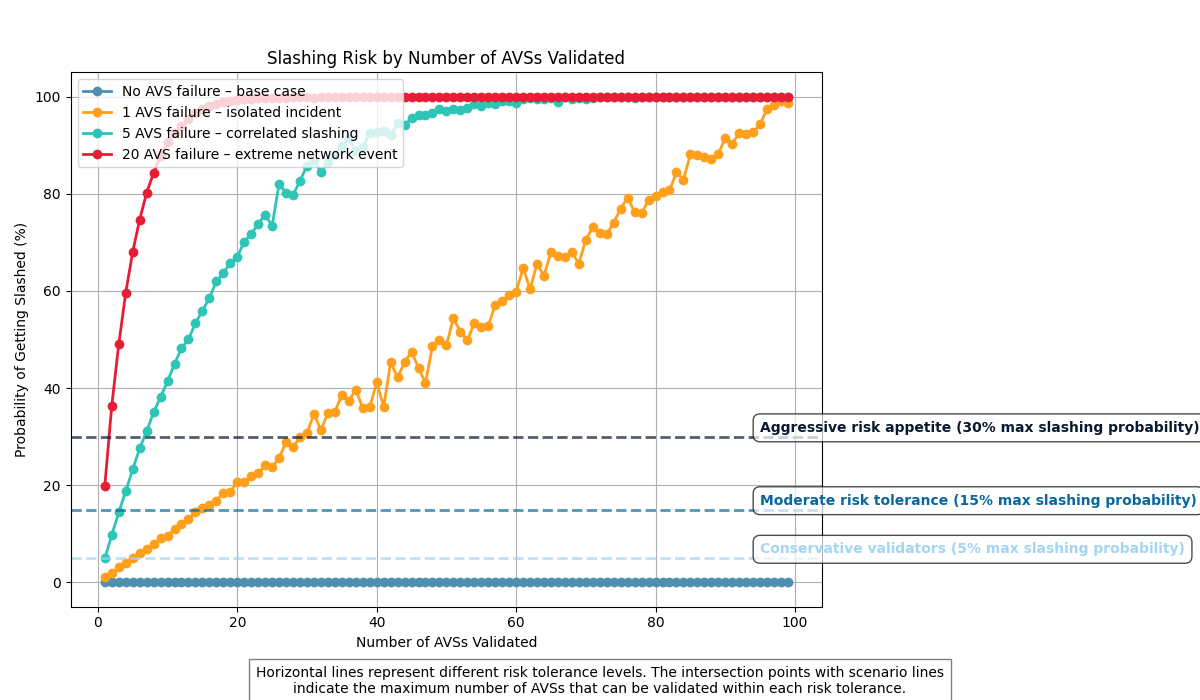 Slashing Risk by Number of AVSs Validated
No AVS failure – base case
1 AVS failure – isolated incident
5 AVS failure – correlated slashing
20 AVS failure – extreme network event
Probability of Getting Slashed (%)
100
80
60
40
20
0
Aggressive risk appetite (30% max slashing probability)
Moderate risk tolerance (15% max slashing probability)
Conservative validators (5% max slashing probability)
0 20 40 60 80 100
Number of AVSs Validated
Horizontal lines represent different risk tolerance levels. The intersection points with scenario lines
indicate the maximum number of AVSs that can be validated within each risk tolerance.